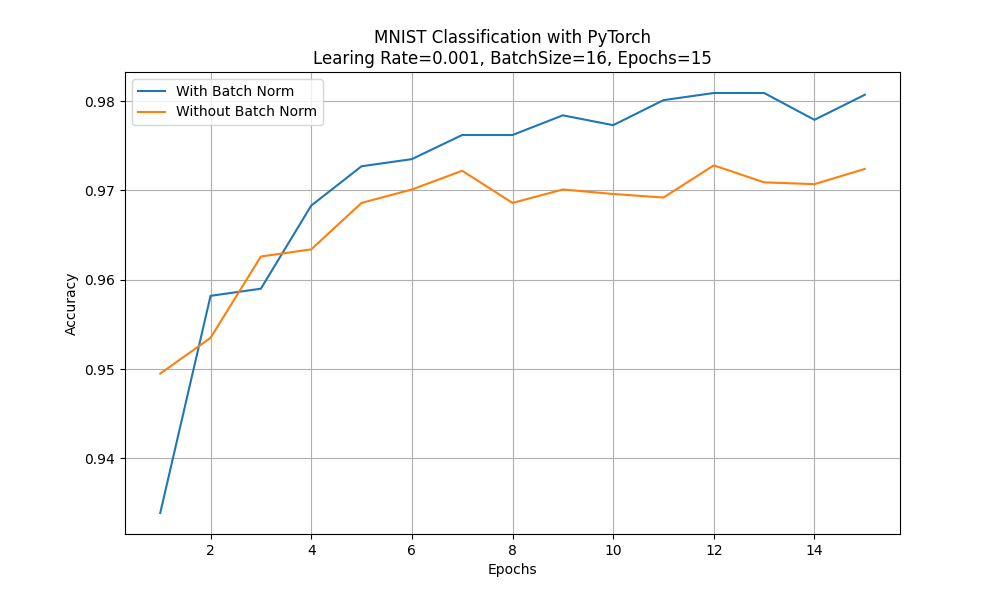 MNIST Classification with PyTorch
Learing Rate=0.001, BatchSize=16, Epochs=15
With Batch Norm
Without Batch Norm
0.98
0.97
0.96
0.95
0.94
Accuracy
2 4 6 8 10 12 14
Epochs